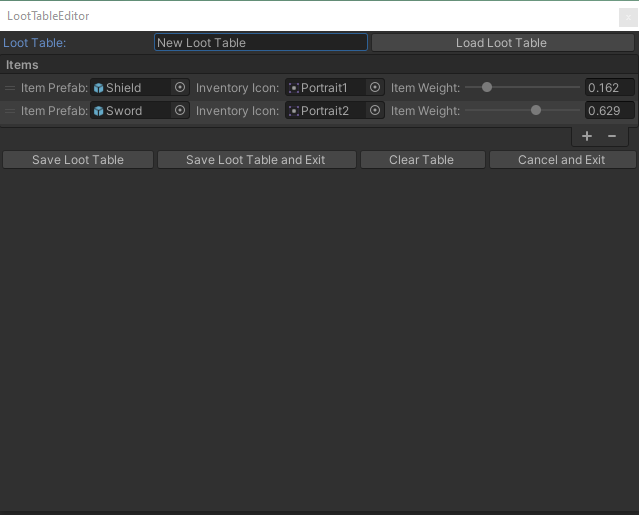 LootTableEditor
Loot Table: New Loot Table Load Loot Table
Items
Item Prefab: Shield Inventory Icon: Portrait1 Item Weight: 0.162
Item Prefab: Sword Inventory Icon: Portrait2 Item Weight: 0.629
Save Loot Table Save Loot Table and Exit Clear Table Cancel and Exit